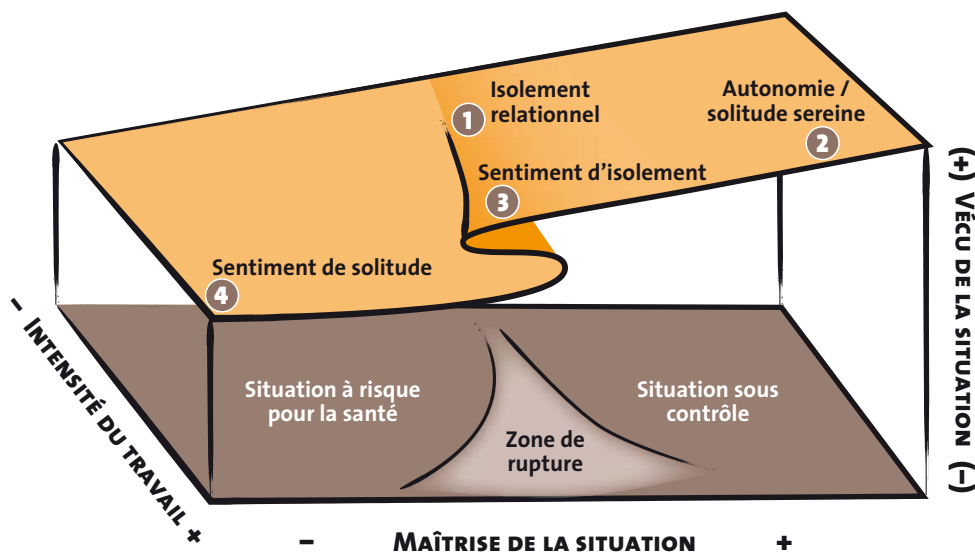 Isolement
relationnel
1
Autonomie /
solitude sereine
2
Sentiment d'isolement
3
Sentiment de solitude
4
Situation à risque
pour la santé
Situation sous
contrôle
Zone de
rupture
– INTENSITÉ DU TRAVAIL +
– MAÎTRISE DE LA SITUATION +
(+) VÉCU DE LA SITUATION (–)